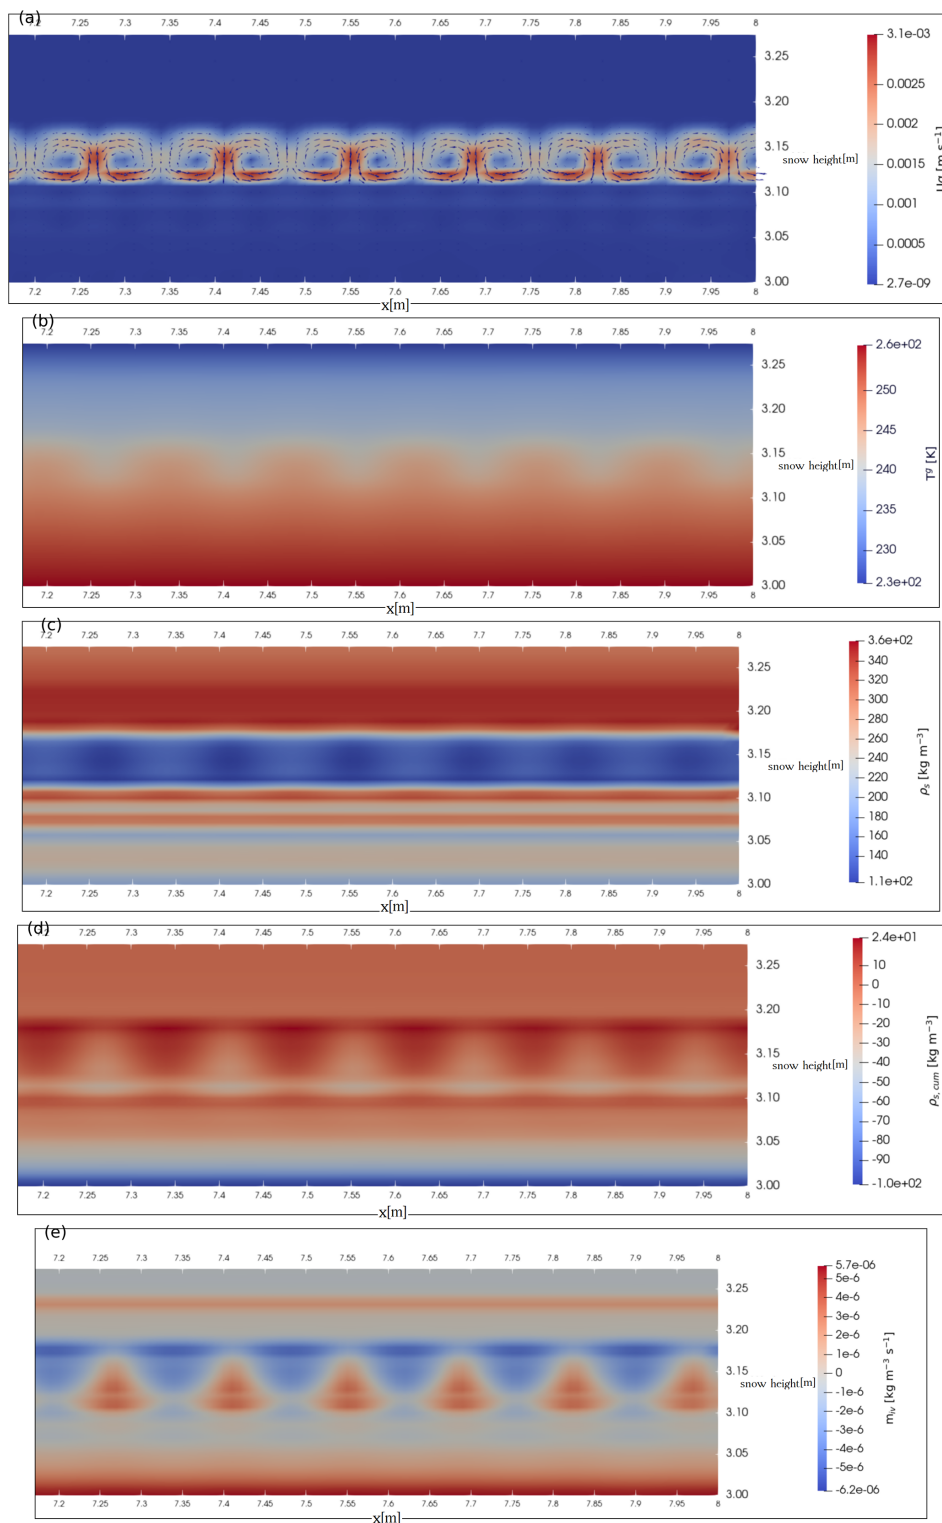 (a)
7.2 7.25 7.3 7.35 7.4 7.45 7.5 7.55 7.6 7.65 7.7 7.75 7.8 7.85 7.9 7.95 8
3.25
3.20
3.15
snow height[m]
3.10
3.05
3.00
3.1e-03
0.0025
0.002
0.0015
0.001
0.0005
2.7e-09
[m s⁻¹]
7.2 7.25 7.3 7.35 7.4 7.45 7.5 7.55 7.6 7.65 7.7 7.75 7.8 7.85 7.9 7.95 8
x[m]
(b)
7.2 7.25 7.3 7.35 7.4 7.45 7.5 7.55 7.6 7.65 7.7 7.75 7.8 7.85 7.9 7.95 8
3.25
3.20
3.15
snow height[m]
3.10
3.05
3.00
2.6e+02
250
245
240
235
230
2.3e+02
Tᵍ [K]
7.2 7.25 7.3 7.35 7.4 7.45 7.5 7.55 7.6 7.65 7.7 7.75 7.8 7.85 7.9 7.95 8
x[m]
(c)
7.2 7.25 7.3 7.35 7.4 7.45 7.5 7.55 7.6 7.65 7.7 7.75 7.8 7.85 7.9 7.95 8
3.25
3.20
3.15
snow height[m]
3.10
3.05
3.00
3.6e+02
340
320
300
280
260
240
220
200
180
160
140
1.1e+02
ρₛ [kg m⁻³]
7.2 7.25 7.3 7.35 7.4 7.45 7.5 7.55 7.6 7.65 7.7 7.75 7.8 7.85 7.9 7.95 8
x[m]
(d)
7.2 7.25 7.3 7.35 7.4 7.45 7.5 7.55 7.6 7.65 7.7 7.75 7.8 7.85 7.9 7.95 8
3.25
3.20
3.15
snow height[m]
3.10
3.05
3.00
2.4e+01
10
0
-10
-20
-30
-40
-50
-60
-70
-80
-90
-1.0e+02
ρs,cum [kg m⁻³]
7.2 7.25 7.3 7.35 7.4 7.45 7.5 7.55 7.6 7.65 7.7 7.75 7.8 7.85 7.9 7.95 8
x[m]
(e)
7.2 7.25 7.3 7.35 7.4 7.45 7.5 7.55 7.6 7.65 7.7 7.75 7.8 7.85 7.9 7.95 8
3.25
3.20
3.15
snow height[m]
3.10
3.05
3.00
5.7e-06
5e-6
4e-6
3e-6
2e-6
1e-6
0
-1e-6
-2e-6
-3e-6
-4e-6
-5e-6
-6.2e-06
miv [kg m⁻³ s⁻¹]
7.2 7.25 7.3 7.35 7.4 7.45 7.5 7.55 7.6 7.65 7.7 7.75 7.8 7.85 7.9 7.95 8
x[m]